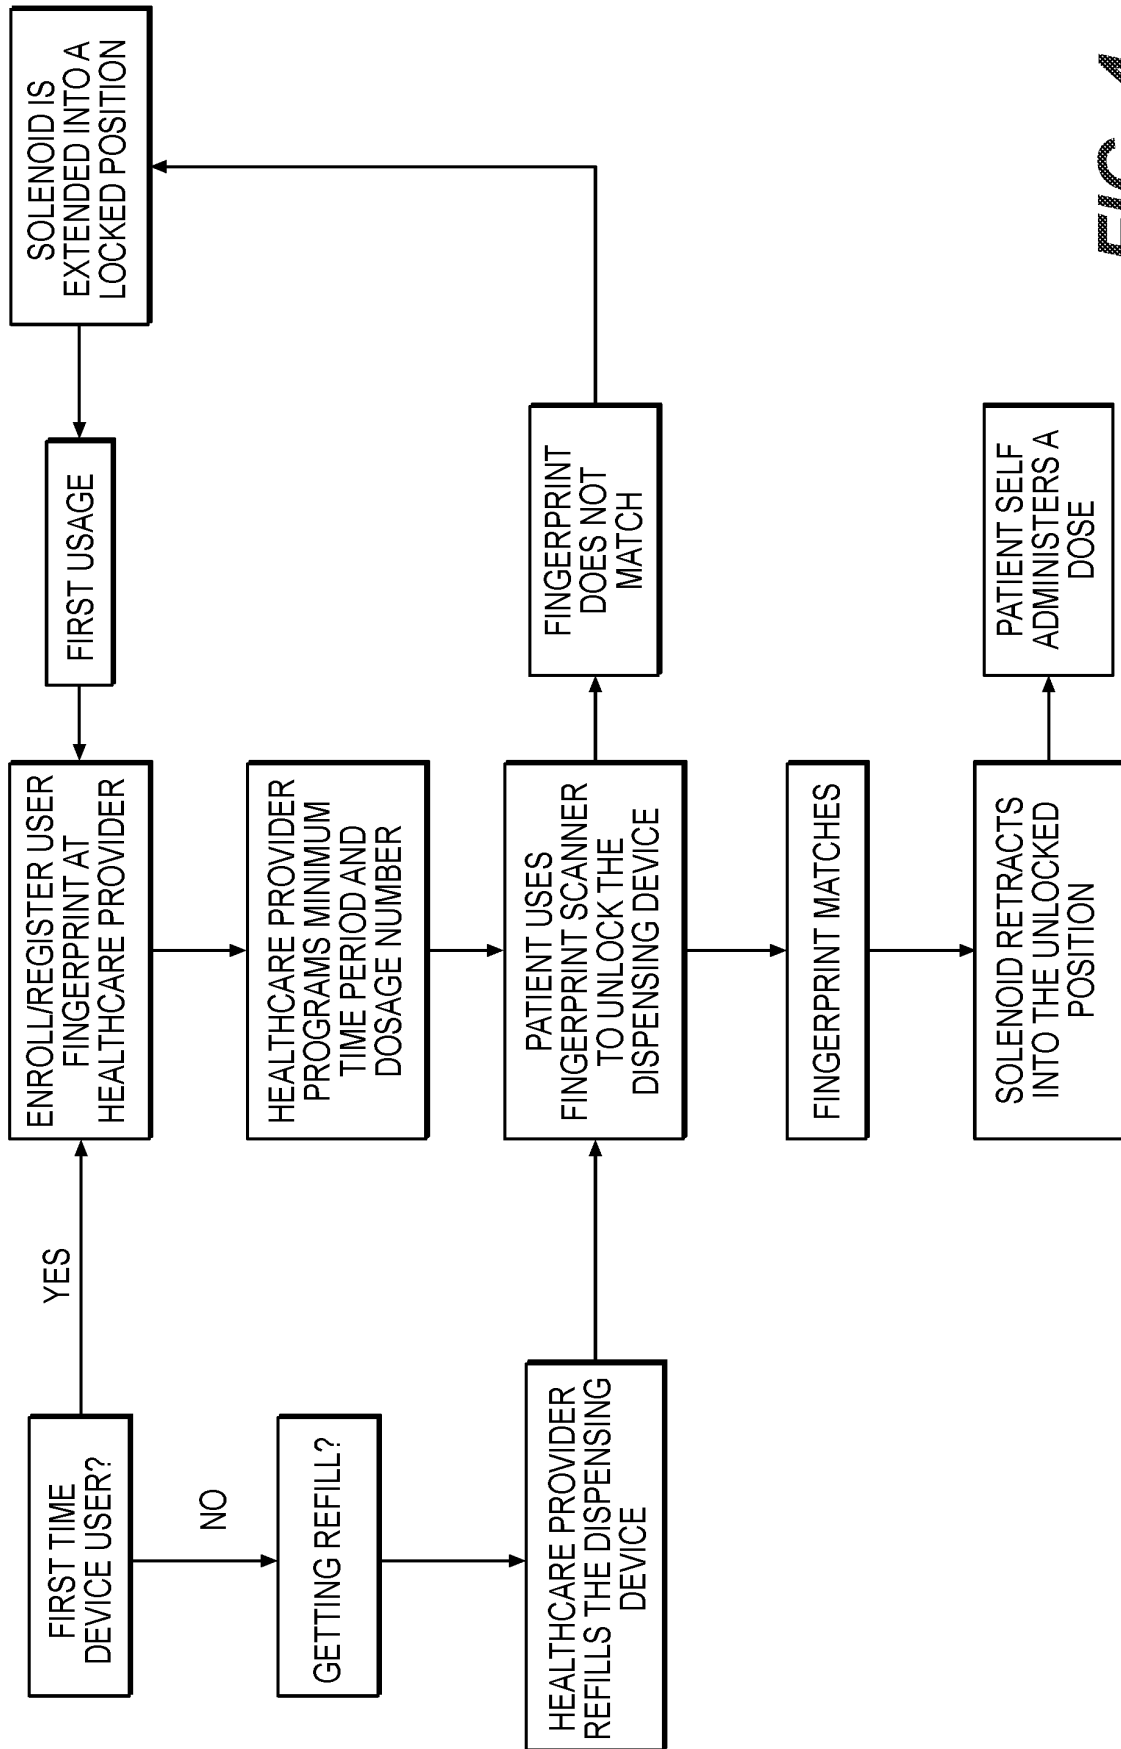 FIRST TIME
DEVICE USER?
YES
NO
GETTING REFILL?
HEALTHCARE PROVIDER
REFILLS THE DISPENSING
DEVICE
ENROLL/REGISTER USER
FINGERPRINT AT
HEALTHCARE PROVIDER
HEALTHCARE PROVIDER
PROGRAMS MINIMUM
TIME PERIOD AND
DOSAGE NUMBER
PATIENT USES
FINGERPRINT SCANNER
TO UNLOCK THE
DISPENSING DEVICE
FINGERPRINT MATCHES
SOLENOID RETRACTS
INTO THE UNLOCKED
POSITION
FIRST USAGE
FINGERPRINT
DOES NOT
MATCH
PATIENT SELF
ADMINISTERS A
DOSE
SOLENOID IS
EXTENDED INTO A
LOCKED POSITION